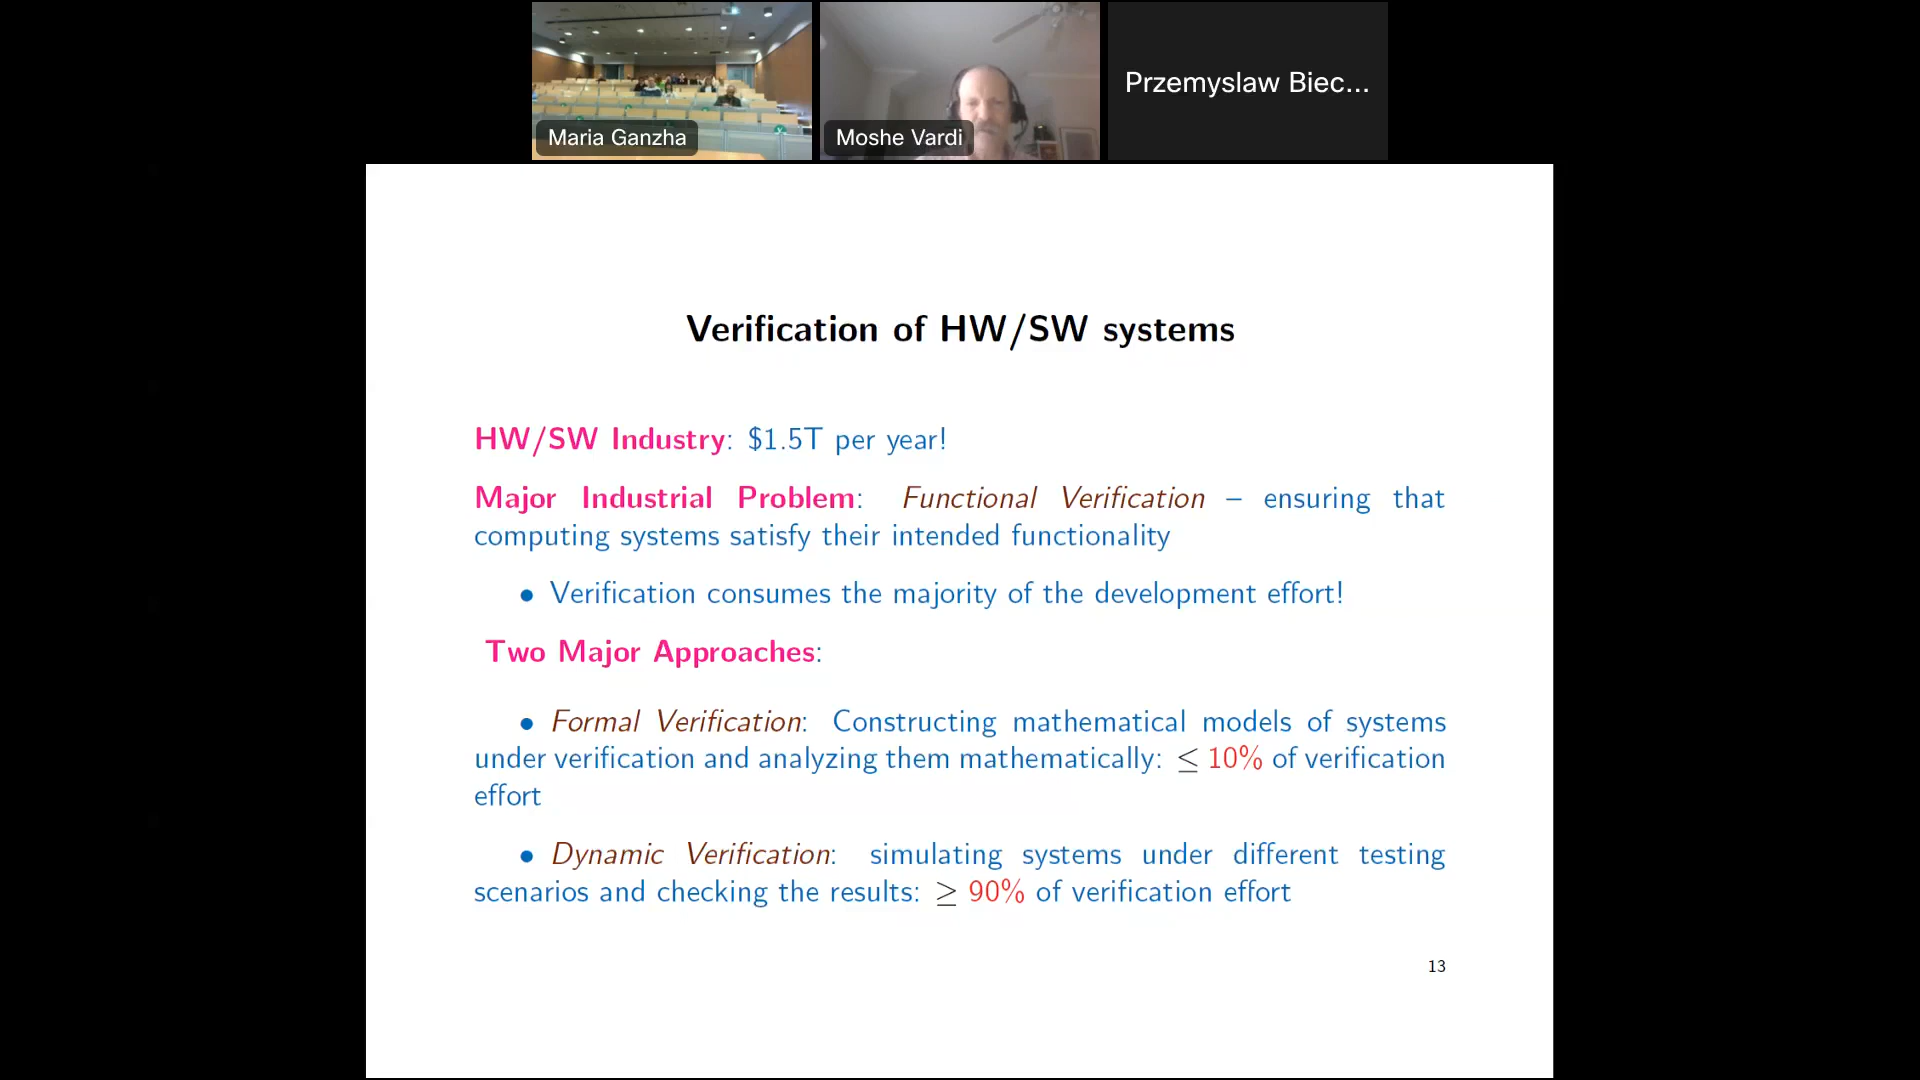 Maria Ganzha
Moshe Vardi
Przemyslaw Biec...
Verification of HW/SW systems
HW/SW Industry: $1.5T per year!
Major Industrial Problem: Functional Verification – ensuring that
computing systems satisfy their intended functionality
• Verification consumes the majority of the development effort!
Two Major Approaches:
• Formal Verification: Constructing mathematical models of systems
under verification and analyzing them mathematically: ≤ 10% of verification
effort
• Dynamic Verification: simulating systems under different testing
scenarios and checking the results: ≥ 90% of verification effort
13